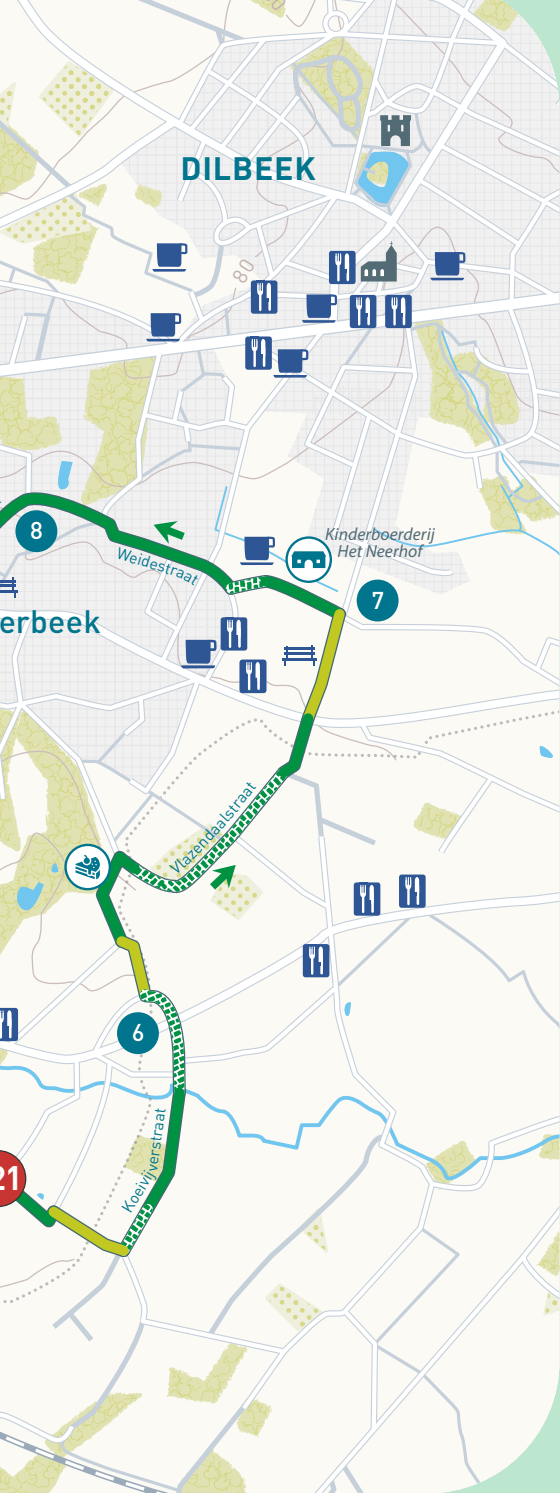 DILBEEK
80
Kinderboerderij
Het Neerhof
8
Weidestraat
7
erbeek
Vlazendaalstraat
6
Koeivijverstraat
21